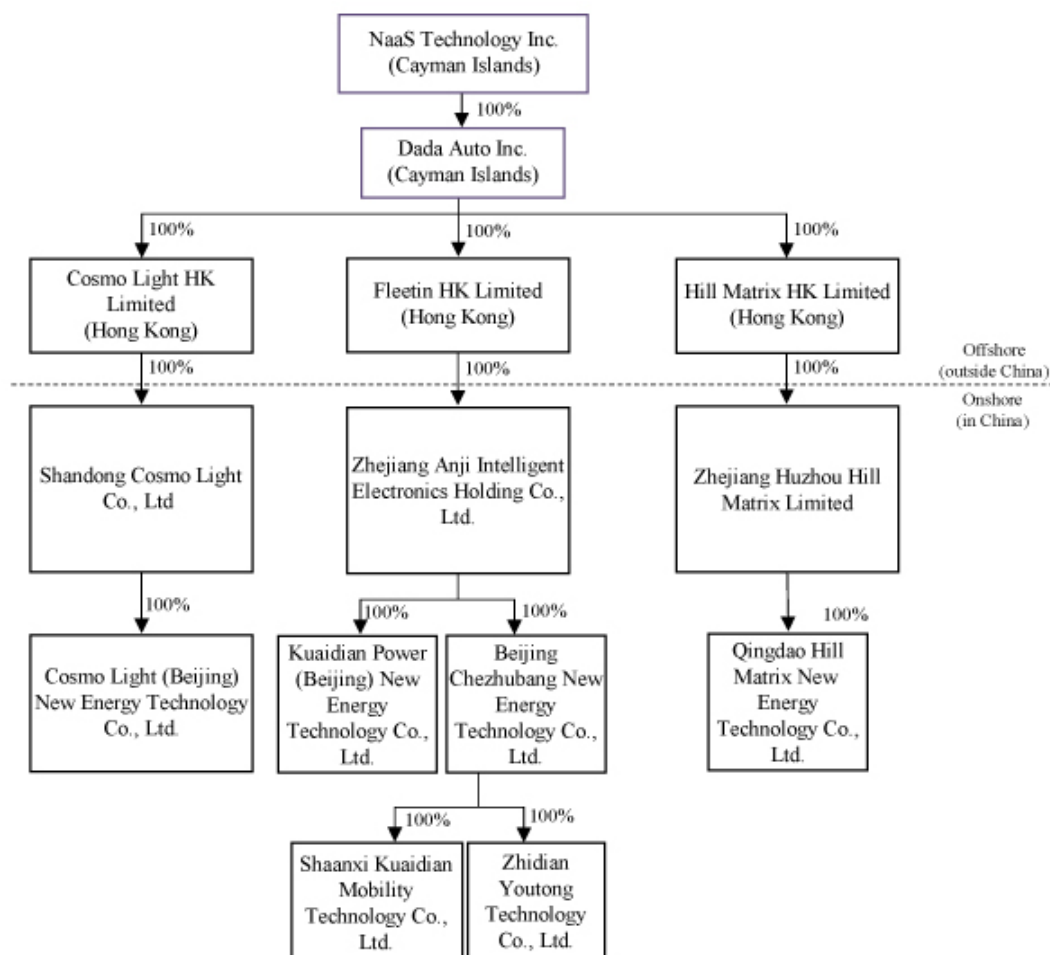 NaaS Technology Inc.
(Cayman Islands)
100%
Dada Auto Inc.
(Cayman Islands)
100%
100%
100%
Cosmo Light HK
Limited
(Hong Kong)
Fleetin HK Limited
(Hong Kong)
Hill Matrix HK Limited
(Hong Kong)
100%
100%
100%
Offshore
(outside China)
Onshore
(in China)
Shandong Cosmo Light
Co., Ltd
Zhejiang Anji Intelligent
Electronics Holding Co.,
Ltd.
Zhejiang Huzhou Hill
Matrix Limited
100%
100%
100%
100%
Cosmo Light (Beijing)
New Energy Technology
Co., Ltd.
Kuaidian Power
(Beijing) New
Energy
Technology Co.,
Ltd.
Beijing
Chezhubang New
Energy
Technology Co.,
Ltd.
Qingdao Hill
Matrix New
Energy
Technology Co.,
Ltd.
100%
100%
Shaanxi Kuaidian
Mobility
Technology Co.,
Ltd.
Zhidian
Youtong
Technology
Co., Ltd.